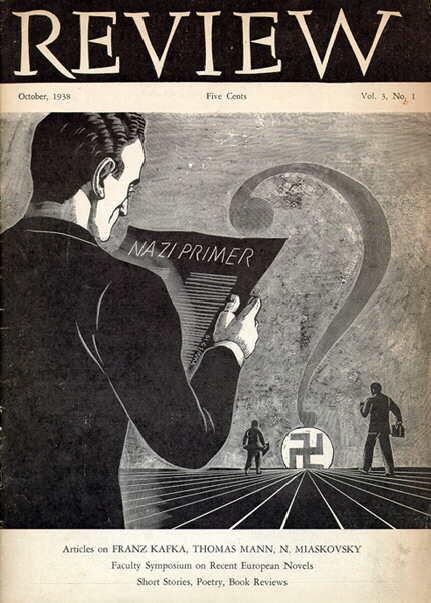 REVIEW
October, 1938 Five Cents Vol. 3, No. 1
NAZI PRIMER
Articles on FRANZ KAFKA, THOMAS MANN, N. MIASKOVSKY
Faculty Symposium on Recent European Novels
Short Stories, Poetry, Book Reviews